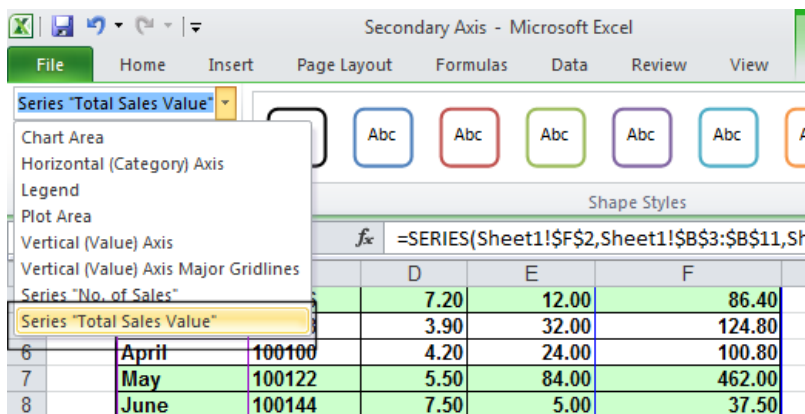 Secondary Axis - Microsoft Excel
File Home Insert Page Layout Formulas Data Review View
Series "Total Sales Value"
Abc Abc Abc Abc Abc
Chart Area
Horizontal (Category) Axis
Legend
Plot Area
Vertical (Value) Axis
Vertical (Value) Axis Major Gridlines
Series "No. of Sales"
Series "Total Sales Value"
Shape Styles
fx =SERIES(Sheet1!$F$2,Sheet1!$B$3:$B$11,Sh
D E F
7.20 12.00 86.40
3.90 32.00 124.80
6 April 100100 4.20 24.00 100.80
7 May 100122 5.50 84.00 462.00
8 June 100144 7.50 5.00 37.50